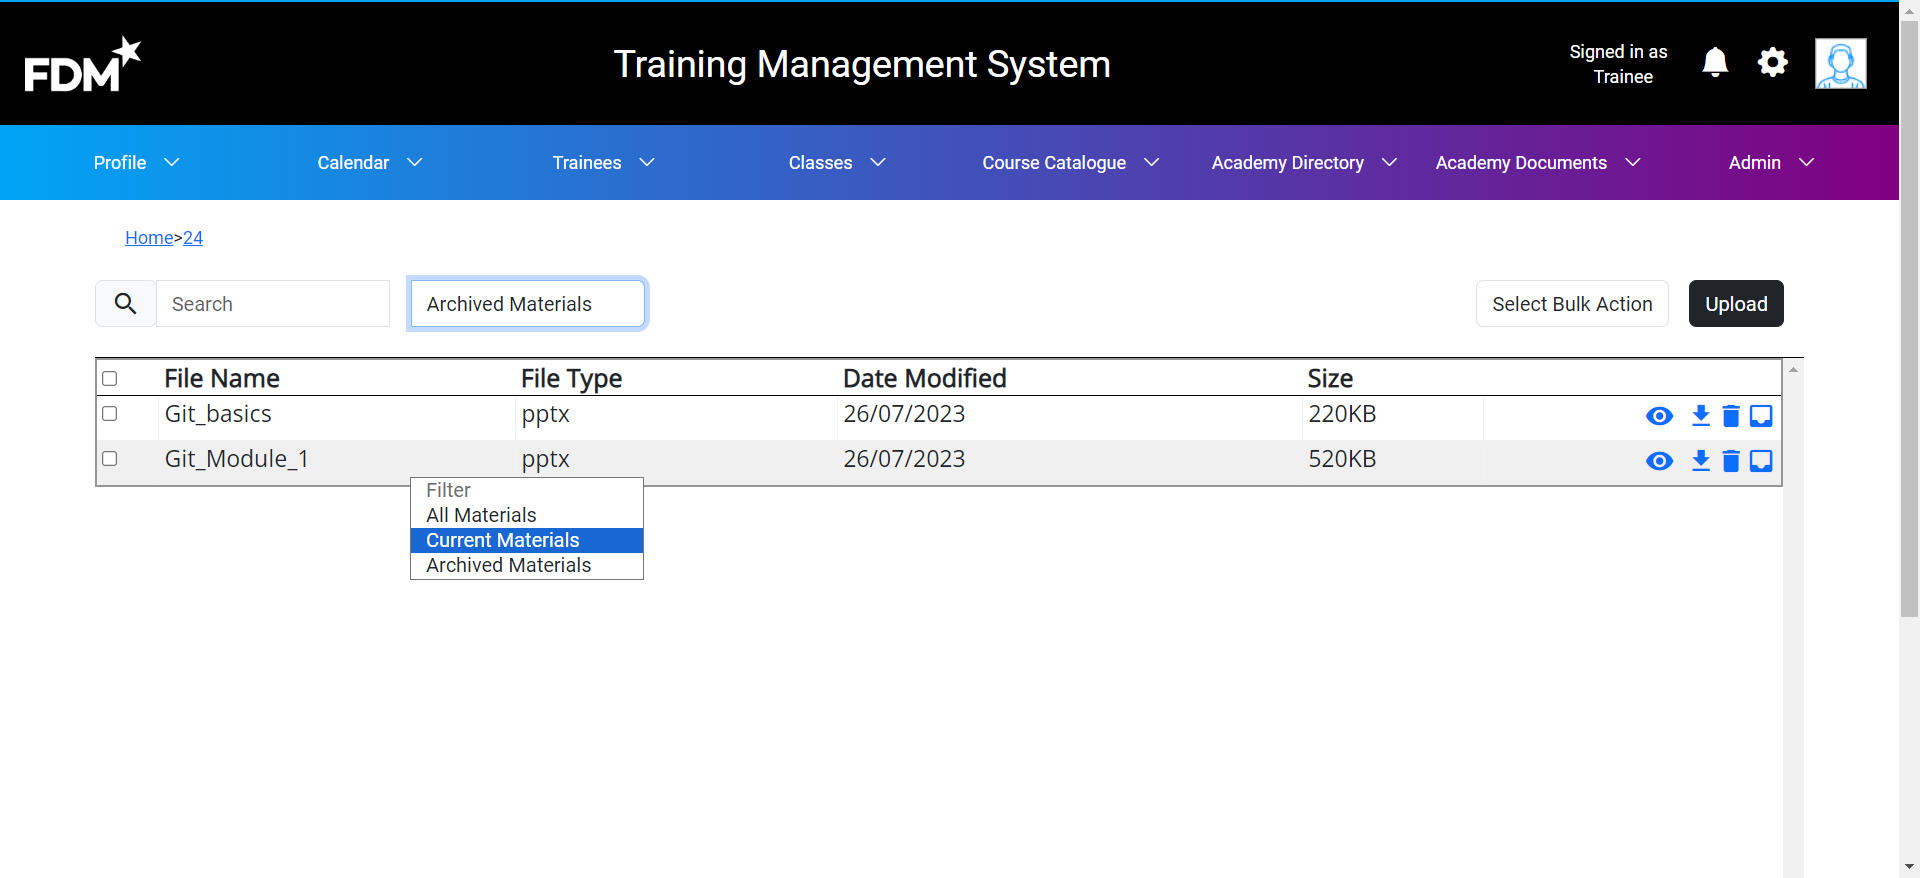 FDM
Training Management System
Signed in as
Trainee
Profile Calendar Trainees Classes Course Catalogue Academy Directory Academy Documents Admin
Home>24
Search Archived Materials Select Bulk Action Upload
File Name File Type Date Modified Size
Git_basics pptx 26/07/2023 220KB
Git_Module_1 pptx 26/07/2023 520KB
Filter
All Materials
Current Materials
Archived Materials